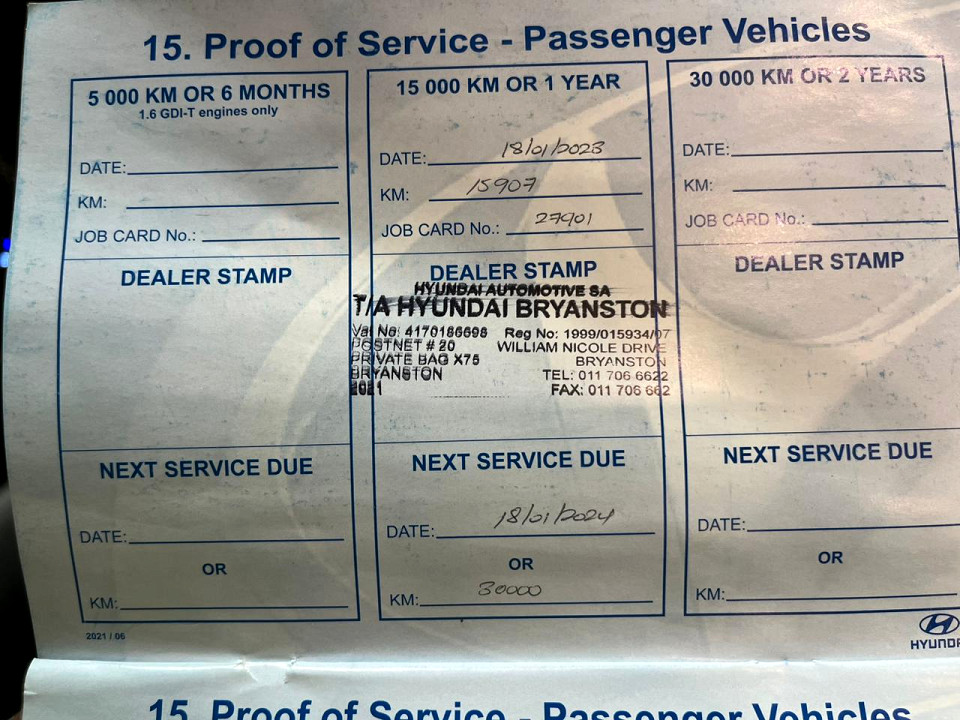 15. Proof of Service - Passenger Vehicles
5 000 KM OR 6 MONTHS
1.6 GDI-T engines only
DATE:
KM:
JOB CARD No.:
DEALER STAMP
NEXT SERVICE DUE
DATE:
OR
KM:
15 000 KM OR 1 YEAR
DATE: 18/01/2023
KM: 15907
JOB CARD No.: 27901
DEALER STAMP
HYUNDAI AUTOMOTIVE SA
T/A HYUNDAI BRYANSTON
Vat No: 4170186698 Reg No: 1999/015934/07
POSTNET # 20 WILLIAM NICOLE DRIVE
PRIVATE BAG X75 BRYANSTON
BRYANSTON TEL: 011 706 6622
2021 FAX: 011 706 662
NEXT SERVICE DUE
DATE: 18/01/2024
OR
KM: 30000
30 000 KM OR 2 YEARS
DATE:
KM:
JOB CARD No.:
DEALER STAMP
NEXT SERVICE DUE
DATE:
OR
KM:
2021 / 06
HYUNDA
15. Proof of Service - Passenger Vehicles